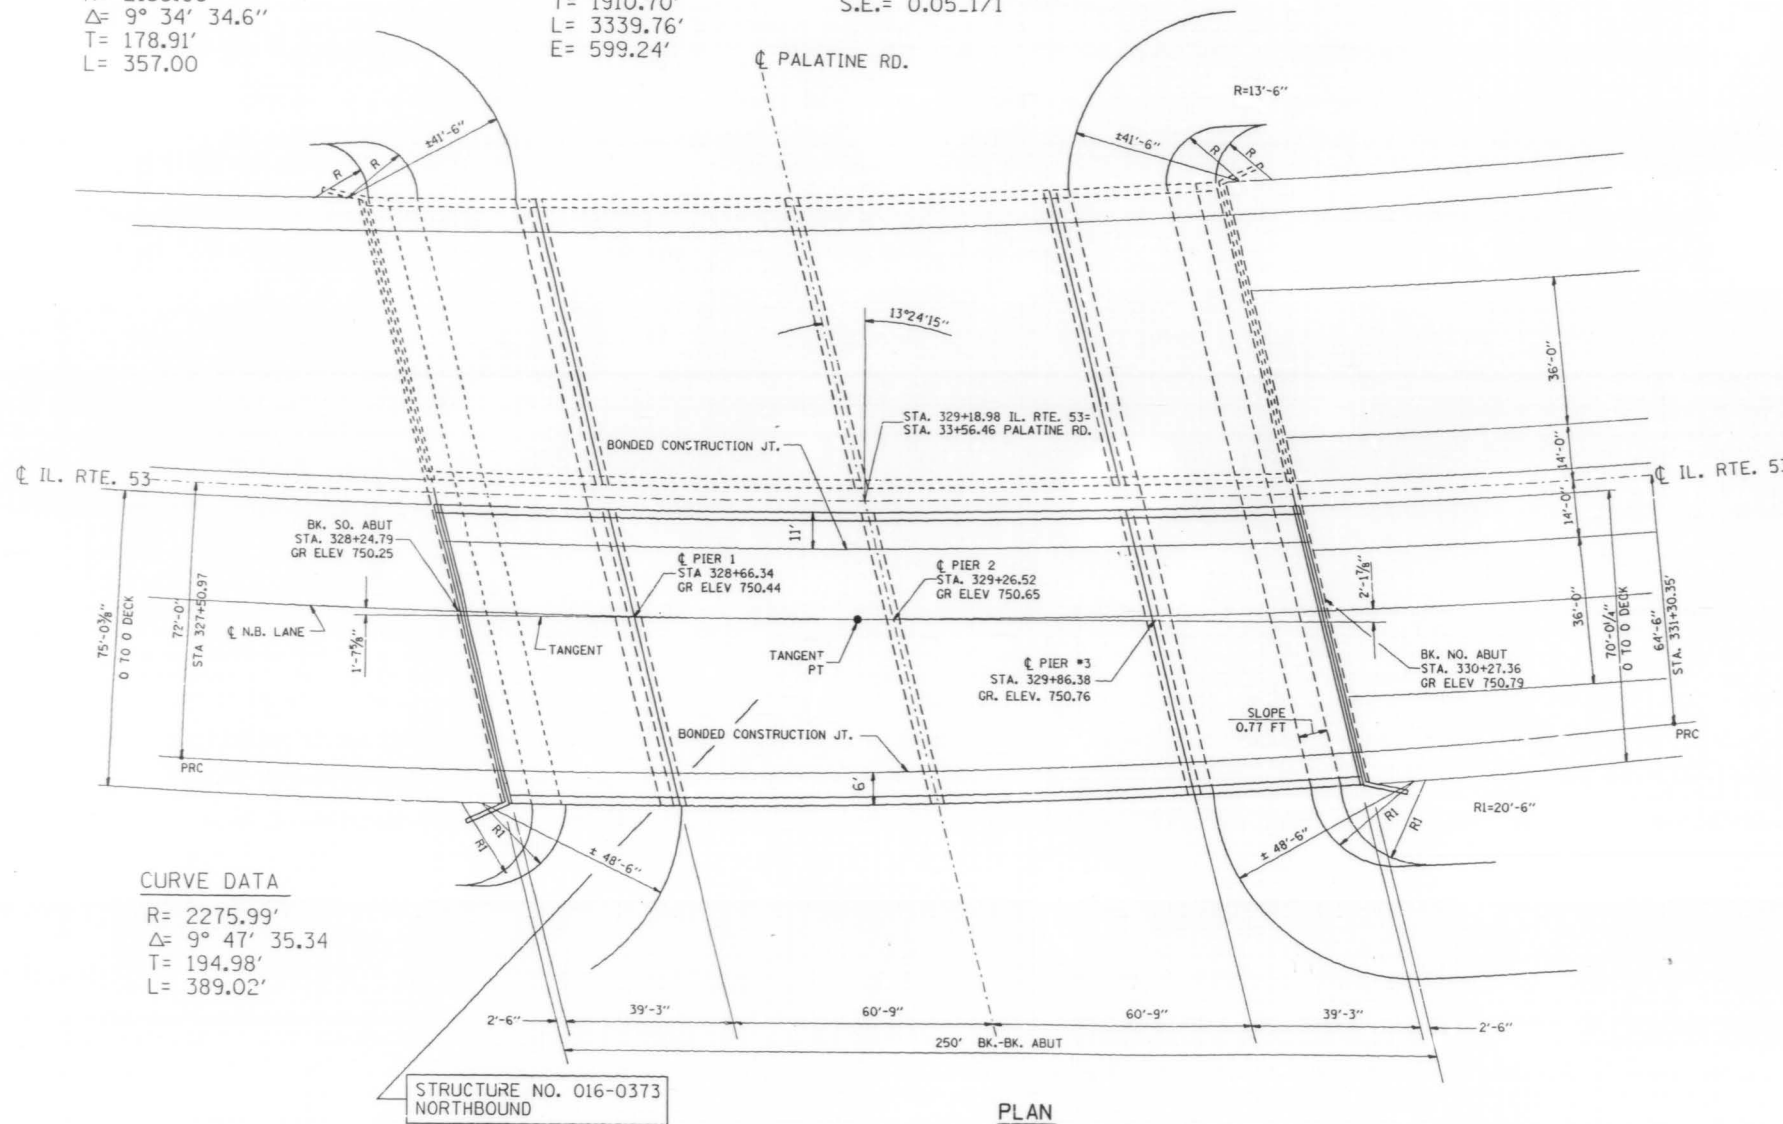 Δ= 9° 34' 34.6"
T= 178.91'
L= 357.00
T= 1910.70'
L= 3339.76'
E= 599.24'
S.E.= 0.05_1/1
℄ PALATINE RD.
R=13'-6"
±41'-6"
R
R
±41'-6"
R
R
13°24'15"
36'-0"
14'-0"
STA. 329+18.98 IL. RTE. 53=
STA. 33+56.46 PALATINE RD.
BONDED CONSTRUCTION JT.
℄ IL. RTE. 53
℄ IL. RTE. 53
14'-0"
11'
BK. SO. ABUT
STA. 328+24.79
GR ELEV 750.25
℄ PIER 1
STA 328+66.34
GR ELEV 750.44
℄ PIER 2
STA. 329+26.52
GR ELEV 750.65
2'-1⅞"
75'-0⅜"
O TO O DECK
72'-0"
STA 327+50.97
℄ N.B. LANE
1'-7⅝"
TANGENT
TANGENT
PT
℄ PIER #3
STA. 329+86.38
GR. ELEV. 750.76
BK. NO. ABUT
STA. 330+27.36
GR ELEV 750.79
36'-0"
70'-0¼"
O TO O DECK
64'-6"
STA. 331+30.35'
SLOPE
0.77 FT
BONDED CONSTRUCTION JT.
PRC
PRC
6'
R1
R1
± 48'-6"
± 48'-6"
R1
R1
R1=20'-6"
CURVE DATA
R= 2275.99'
Δ= 9° 47' 35.34
T= 194.98'
L= 389.02'
2'-6"
39'-3"
60'-9"
60'-9"
39'-3"
2'-6"
250' BK.-BK. ABUT
STRUCTURE NO. 016-0373
NORTHBOUND
PLAN